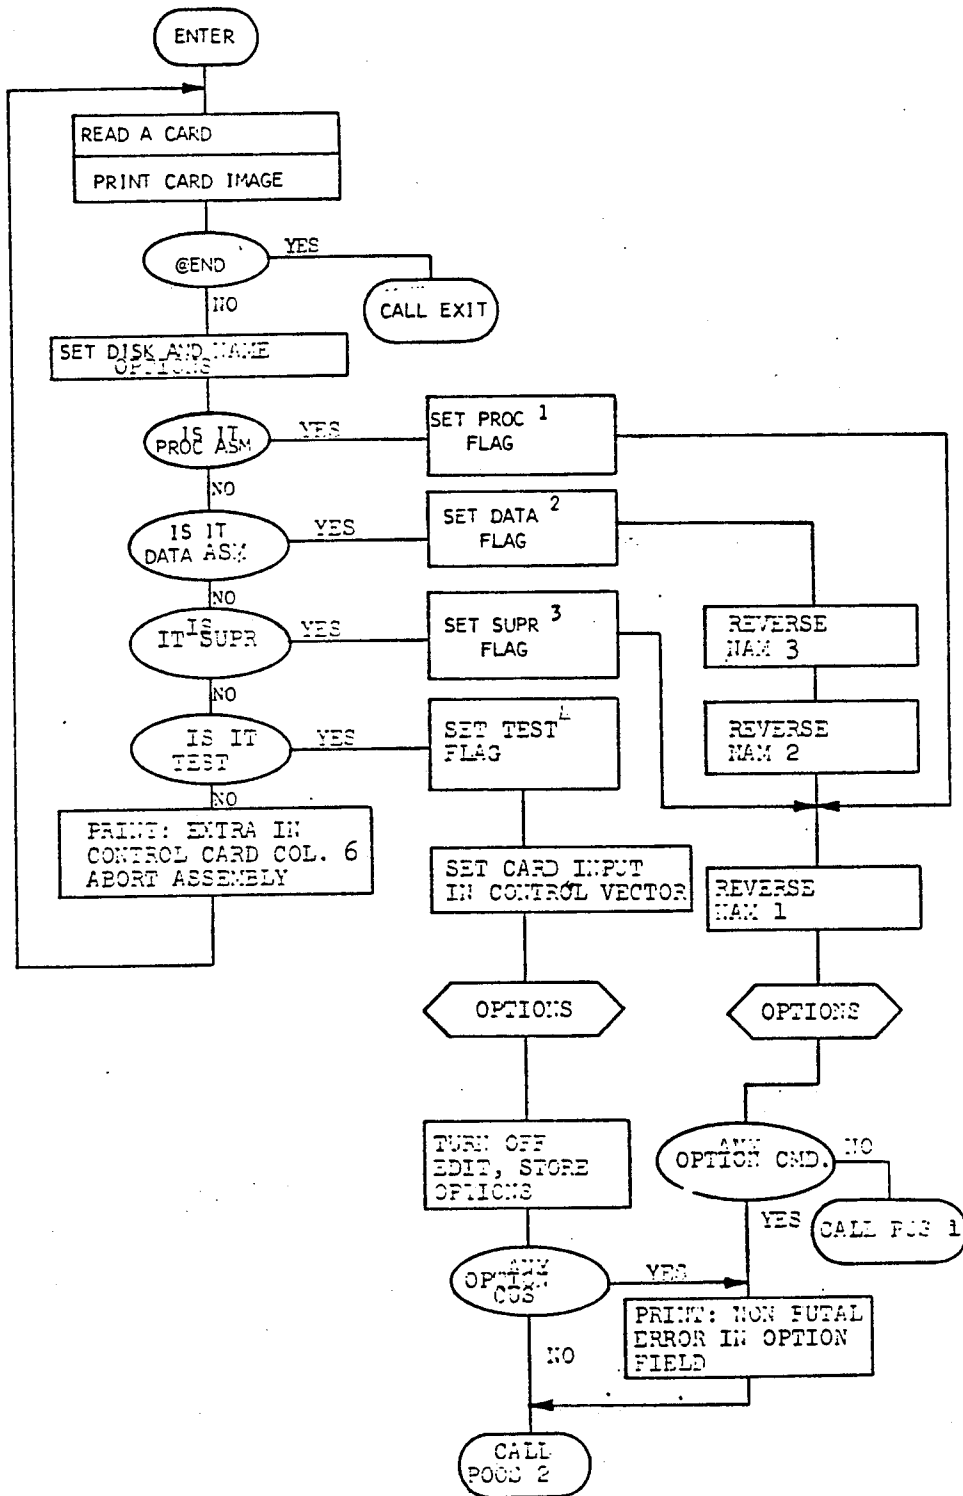 ENTER
READ A CARD
PRINT CARD IMAGE
@END
YES
CALL EXIT
NO
SET DISK AND NAME
OPTIONS
IS IT
PROC ASM
YES
SET PROC 1
FLAG
NO
IS IT
DATA ASM
YES
SET DATA 2
FLAG
NO
IS
IT SUPR
YES
SET SUPR 3
FLAG
REVERSE
NAM 3
NO
IS IT
TEST
YES
SET TEST 4
FLAG
REVERSE
NAM 2
NO
PRINT: EXTRA IN
CONTROL CARD COL. 6
ABORT ASSEMBLY
SET CARD INPUT
IN CONTROL VECTOR
REVERSE
NAM 1
OPTIONS
OPTIONS
TURN OFF
EDIT, STORE
OPTIONS
ANY
OPTION CMD.
NO
YES
CALL 1
ANY
OPTION
YES
PRINT: NON FUTAL
ERROR IN OPTION
FIELD
NO
CALL
2